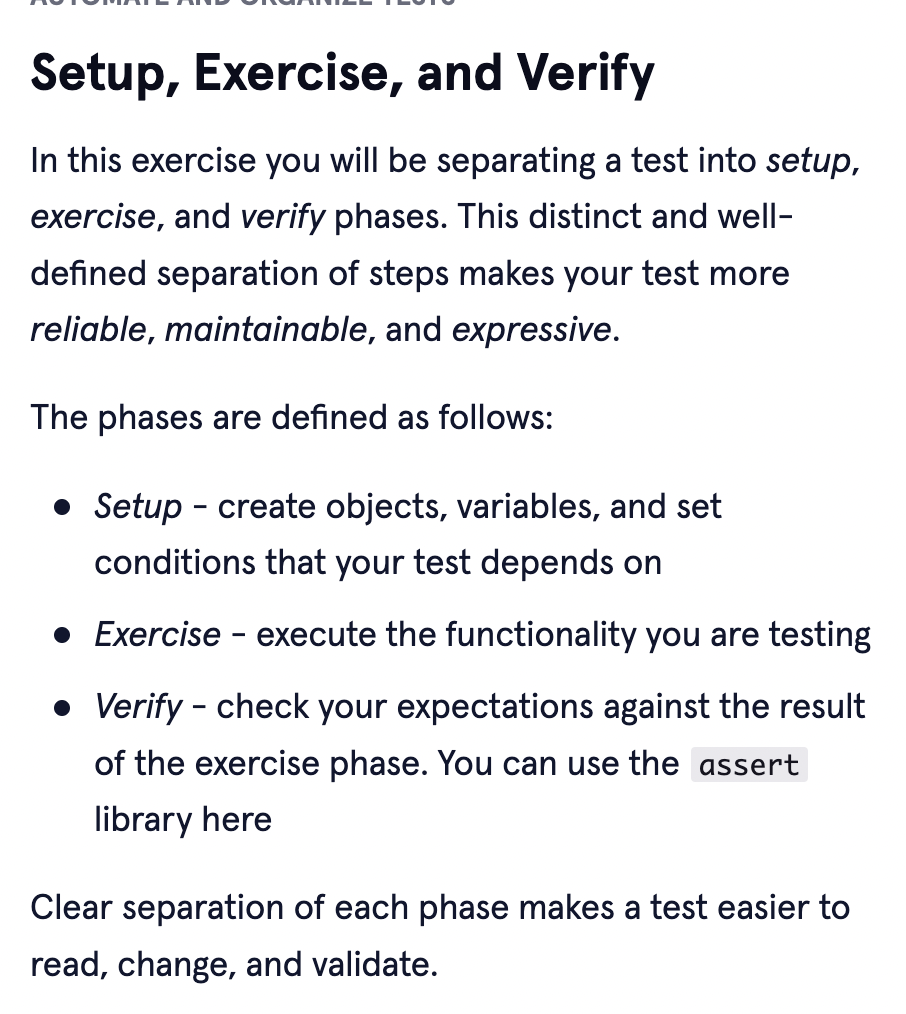 AUTOMATE AND ORGANIZE TESTS
Setup, Exercise, and Verify
In this exercise you will be separating a test into setup,
exercise, and verify phases. This distinct and well-
defined separation of steps makes your test more
reliable, maintainable, and expressive.
The phases are defined as follows:
● Setup - create objects, variables, and set
conditions that your test depends on
● Exercise - execute the functionality you are testing
● Verify - check your expectations against the result
of the exercise phase. You can use the assert
library here
Clear separation of each phase makes a test easier to
read, change, and validate.